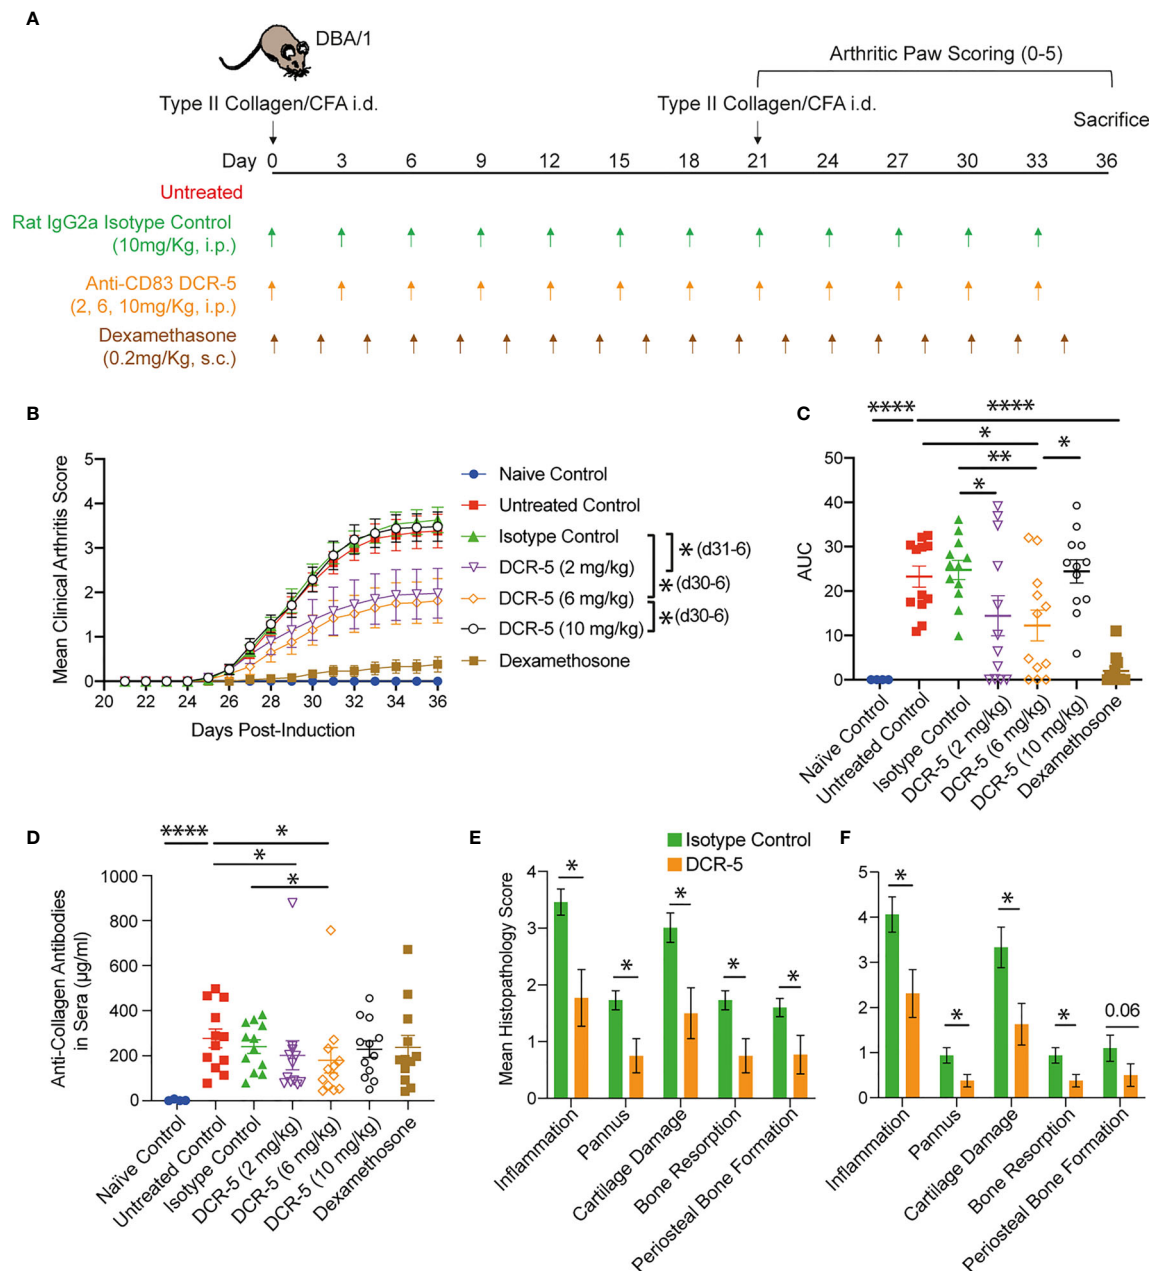 A
DBA/1
Arthritic Paw Scoring (0-5)
Type II Collagen/CFA i.d.
Type II Collagen/CFA i.d.
Sacrifice
Day 0 3 6 9 12 15 18 21 24 27 30 33 36
Untreated
Rat IgG2a Isotype Control
(10mg/Kg, i.p.)
Anti-CD83 DCR-5
(2, 6, 10mg/Kg, i.p.)
Dexamethasone
(0.2mg/Kg, s.c.)
B
Mean Clinical Arthritis Score
5
4
3
2
1
0
20 22 24 26 28 30 32 34 36
Days Post-Induction
Naive Control
Untreated Control
Isotype Control
DCR-5 (2 mg/kg)
DCR-5 (6 mg/kg)
DCR-5 (10 mg/kg)
Dexamethosone
* (d31-6)
* (d30-6)
* (d30-6)
C
**** ****
*
** *
*
AUC
50
40
30
20
10
0
Naïve Control
Untreated Control
Isotype Control
DCR-5 (2 mg/kg)
DCR-5 (6 mg/kg)
DCR-5 (10 mg/kg)
Dexamethosone
D
**** *
*
*
Anti-Collagen Antibodies
in Sera (µg/ml)
1000
800
600
400
200
0
Naïve Control
Untreated Control
Isotype Control
DCR-5 (2 mg/kg)
DCR-5 (6 mg/kg)
DCR-5 (10 mg/kg)
Dexamethosone
E
Isotype Control
DCR-5
Mean Histopathology Score
4
3
2
1
0
* * * * *
Inflammation
Pannus
Cartilage Damage
Bone Resorption
Periosteal Bone Formation
F
5
4
3
2
1
0
* * * * 0.06
Inflammation
Pannus
Cartilage Damage
Bone Resorption
Periosteal Bone Formation